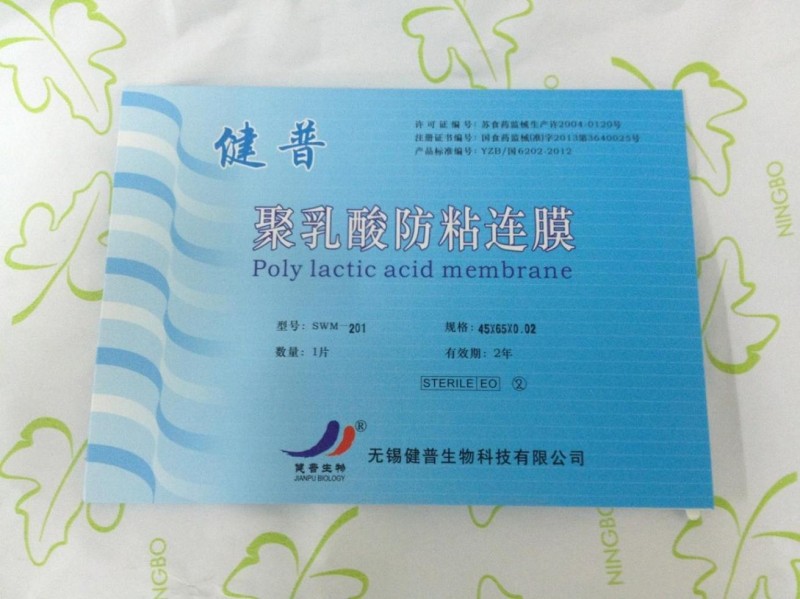 健普
许可证编号: 苏食药监械生产许2004-0120号
注册证书编号: 国食药监械(准)字2013第3640025号
产品标准编号: YZB/国6202-2012
聚乳酸防粘连膜
Poly lactic acid membrane
型号: SWM-201
规格: 45X65X0.02
数量: 1片
有效期: 2年
STERILE EO 2
®
健普生物
JIANPU BIOLOGY
无锡健普生物科技有限公司
NINGBO
NINGBO
NINGBO